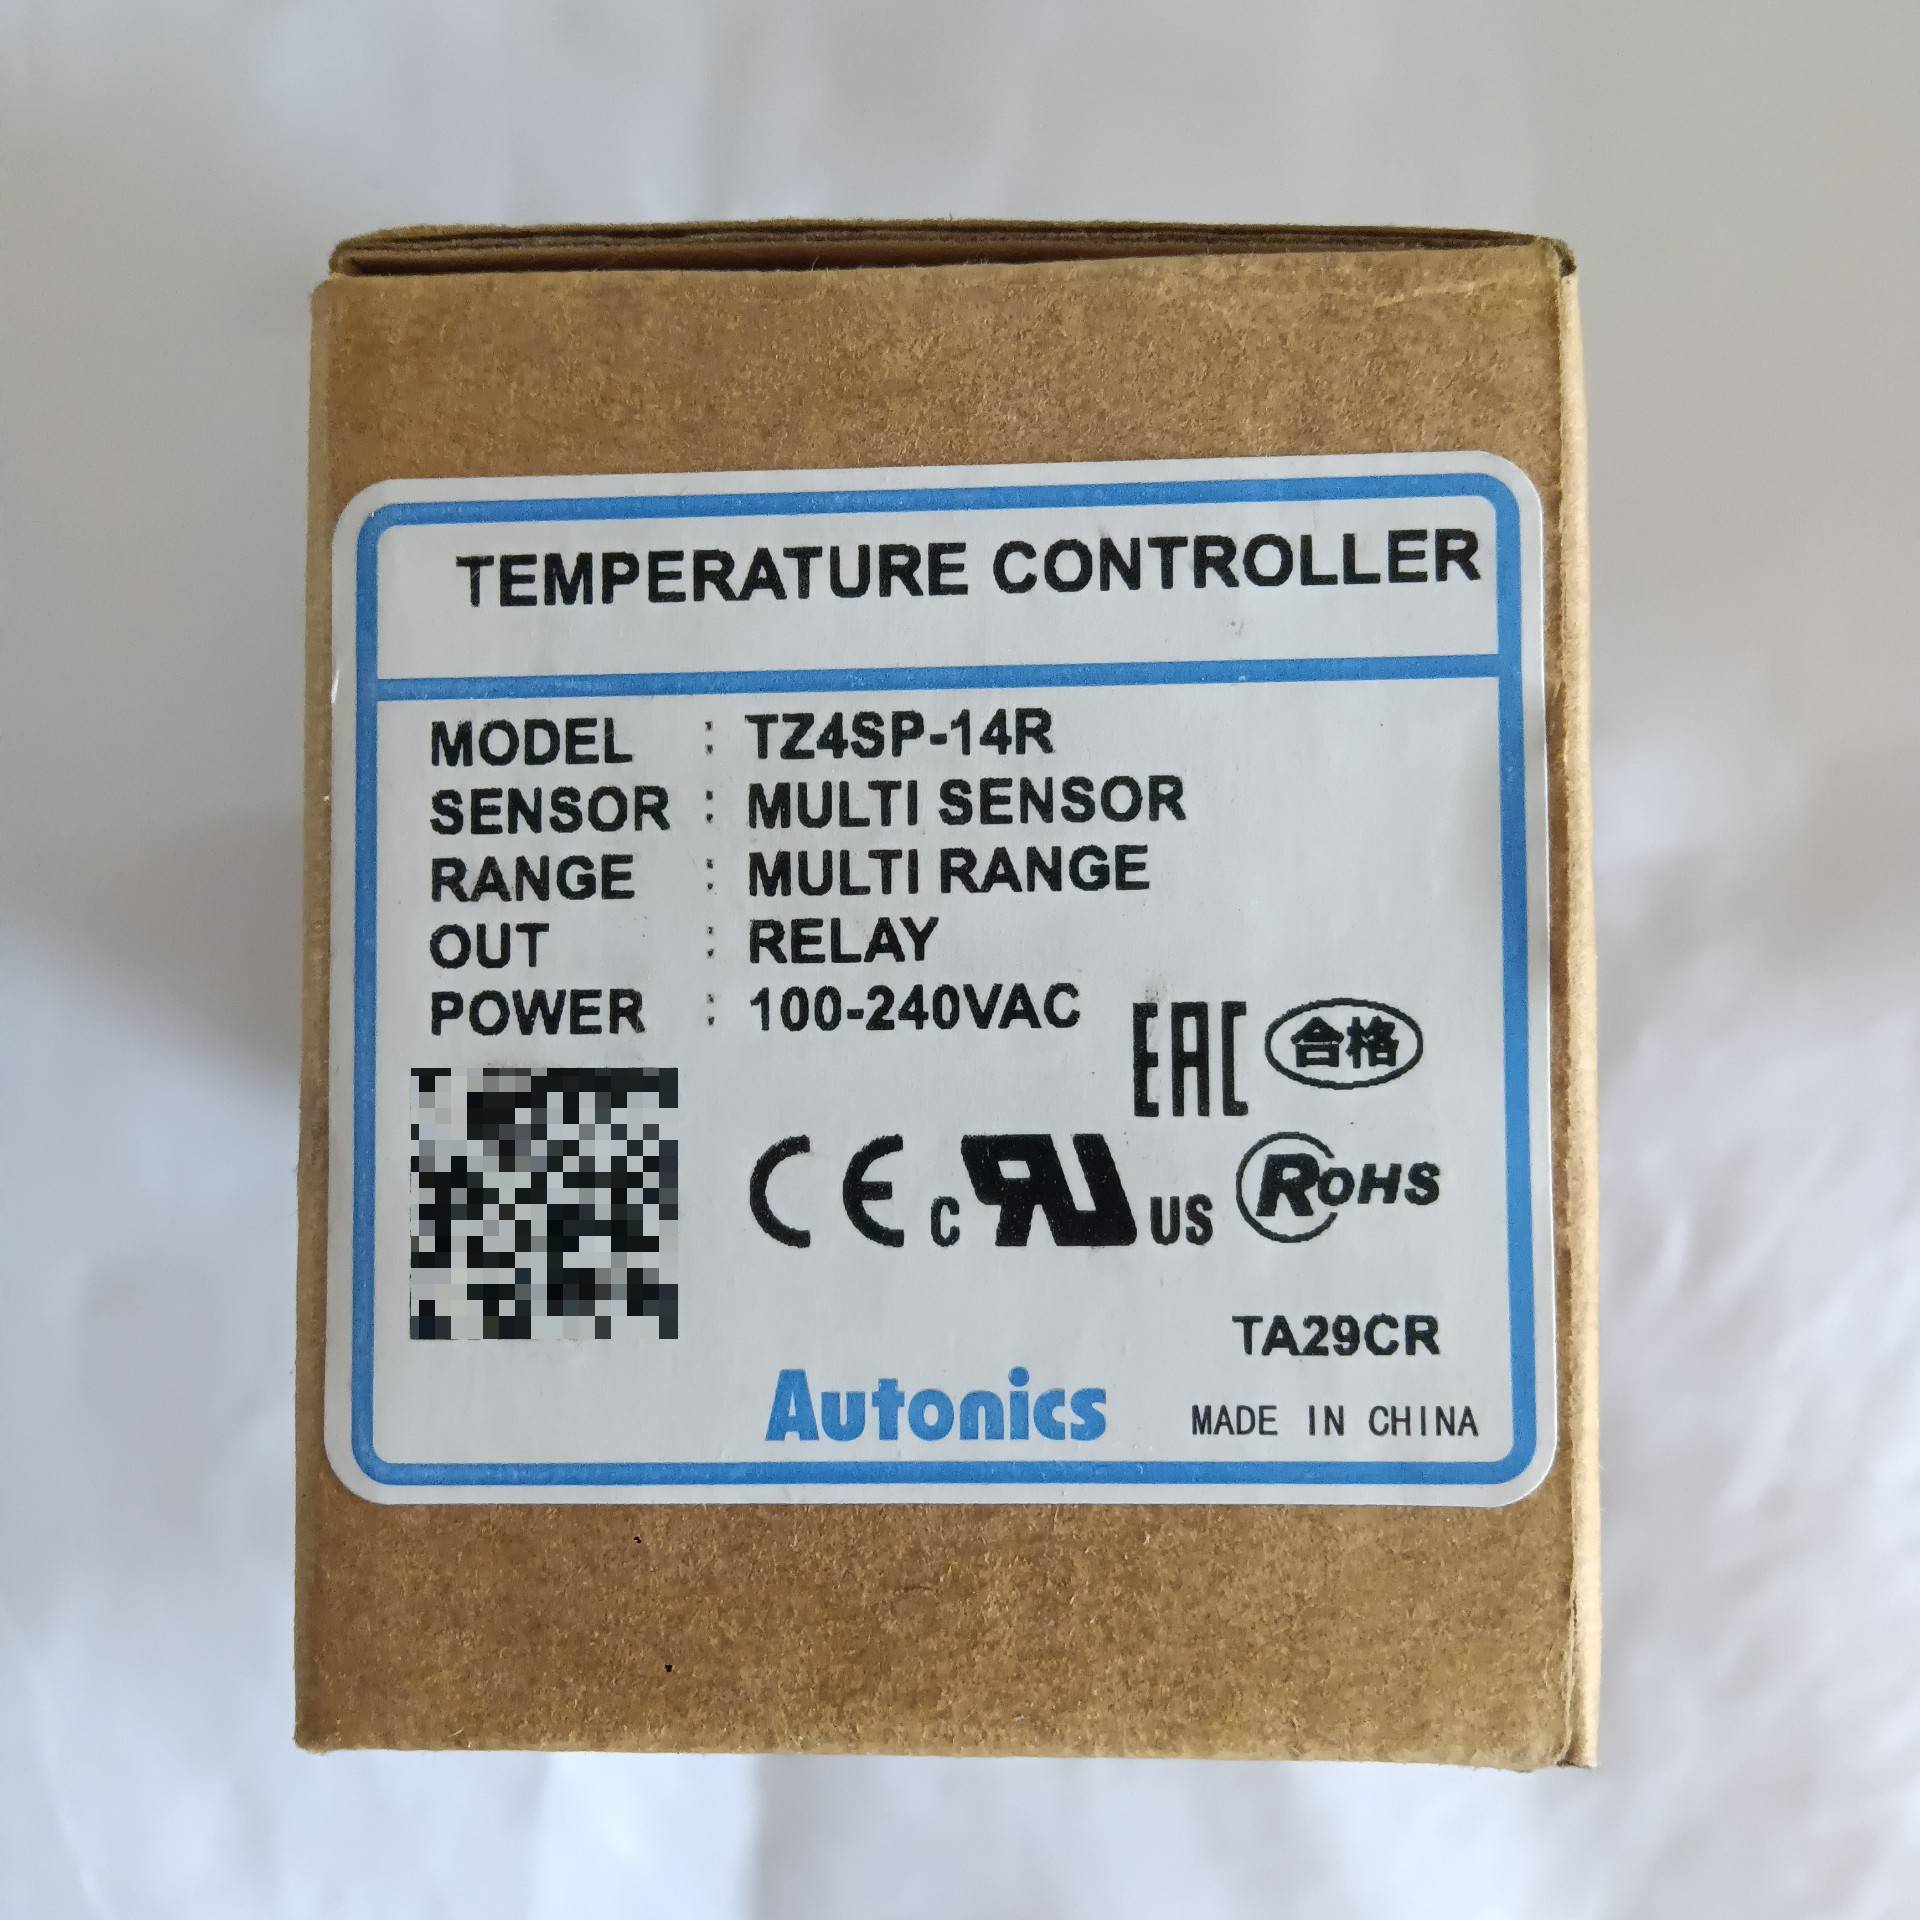 TEMPERATURE CONTROLLER
MODEL : TZ4SP-14R
SENSOR : MULTI SENSOR
RANGE : MULTI RANGE
OUT : RELAY
POWER : 100-240VAC
EAC 合格
CE c RU US ROHS
TA29CR
Autonics MADE IN CHINA